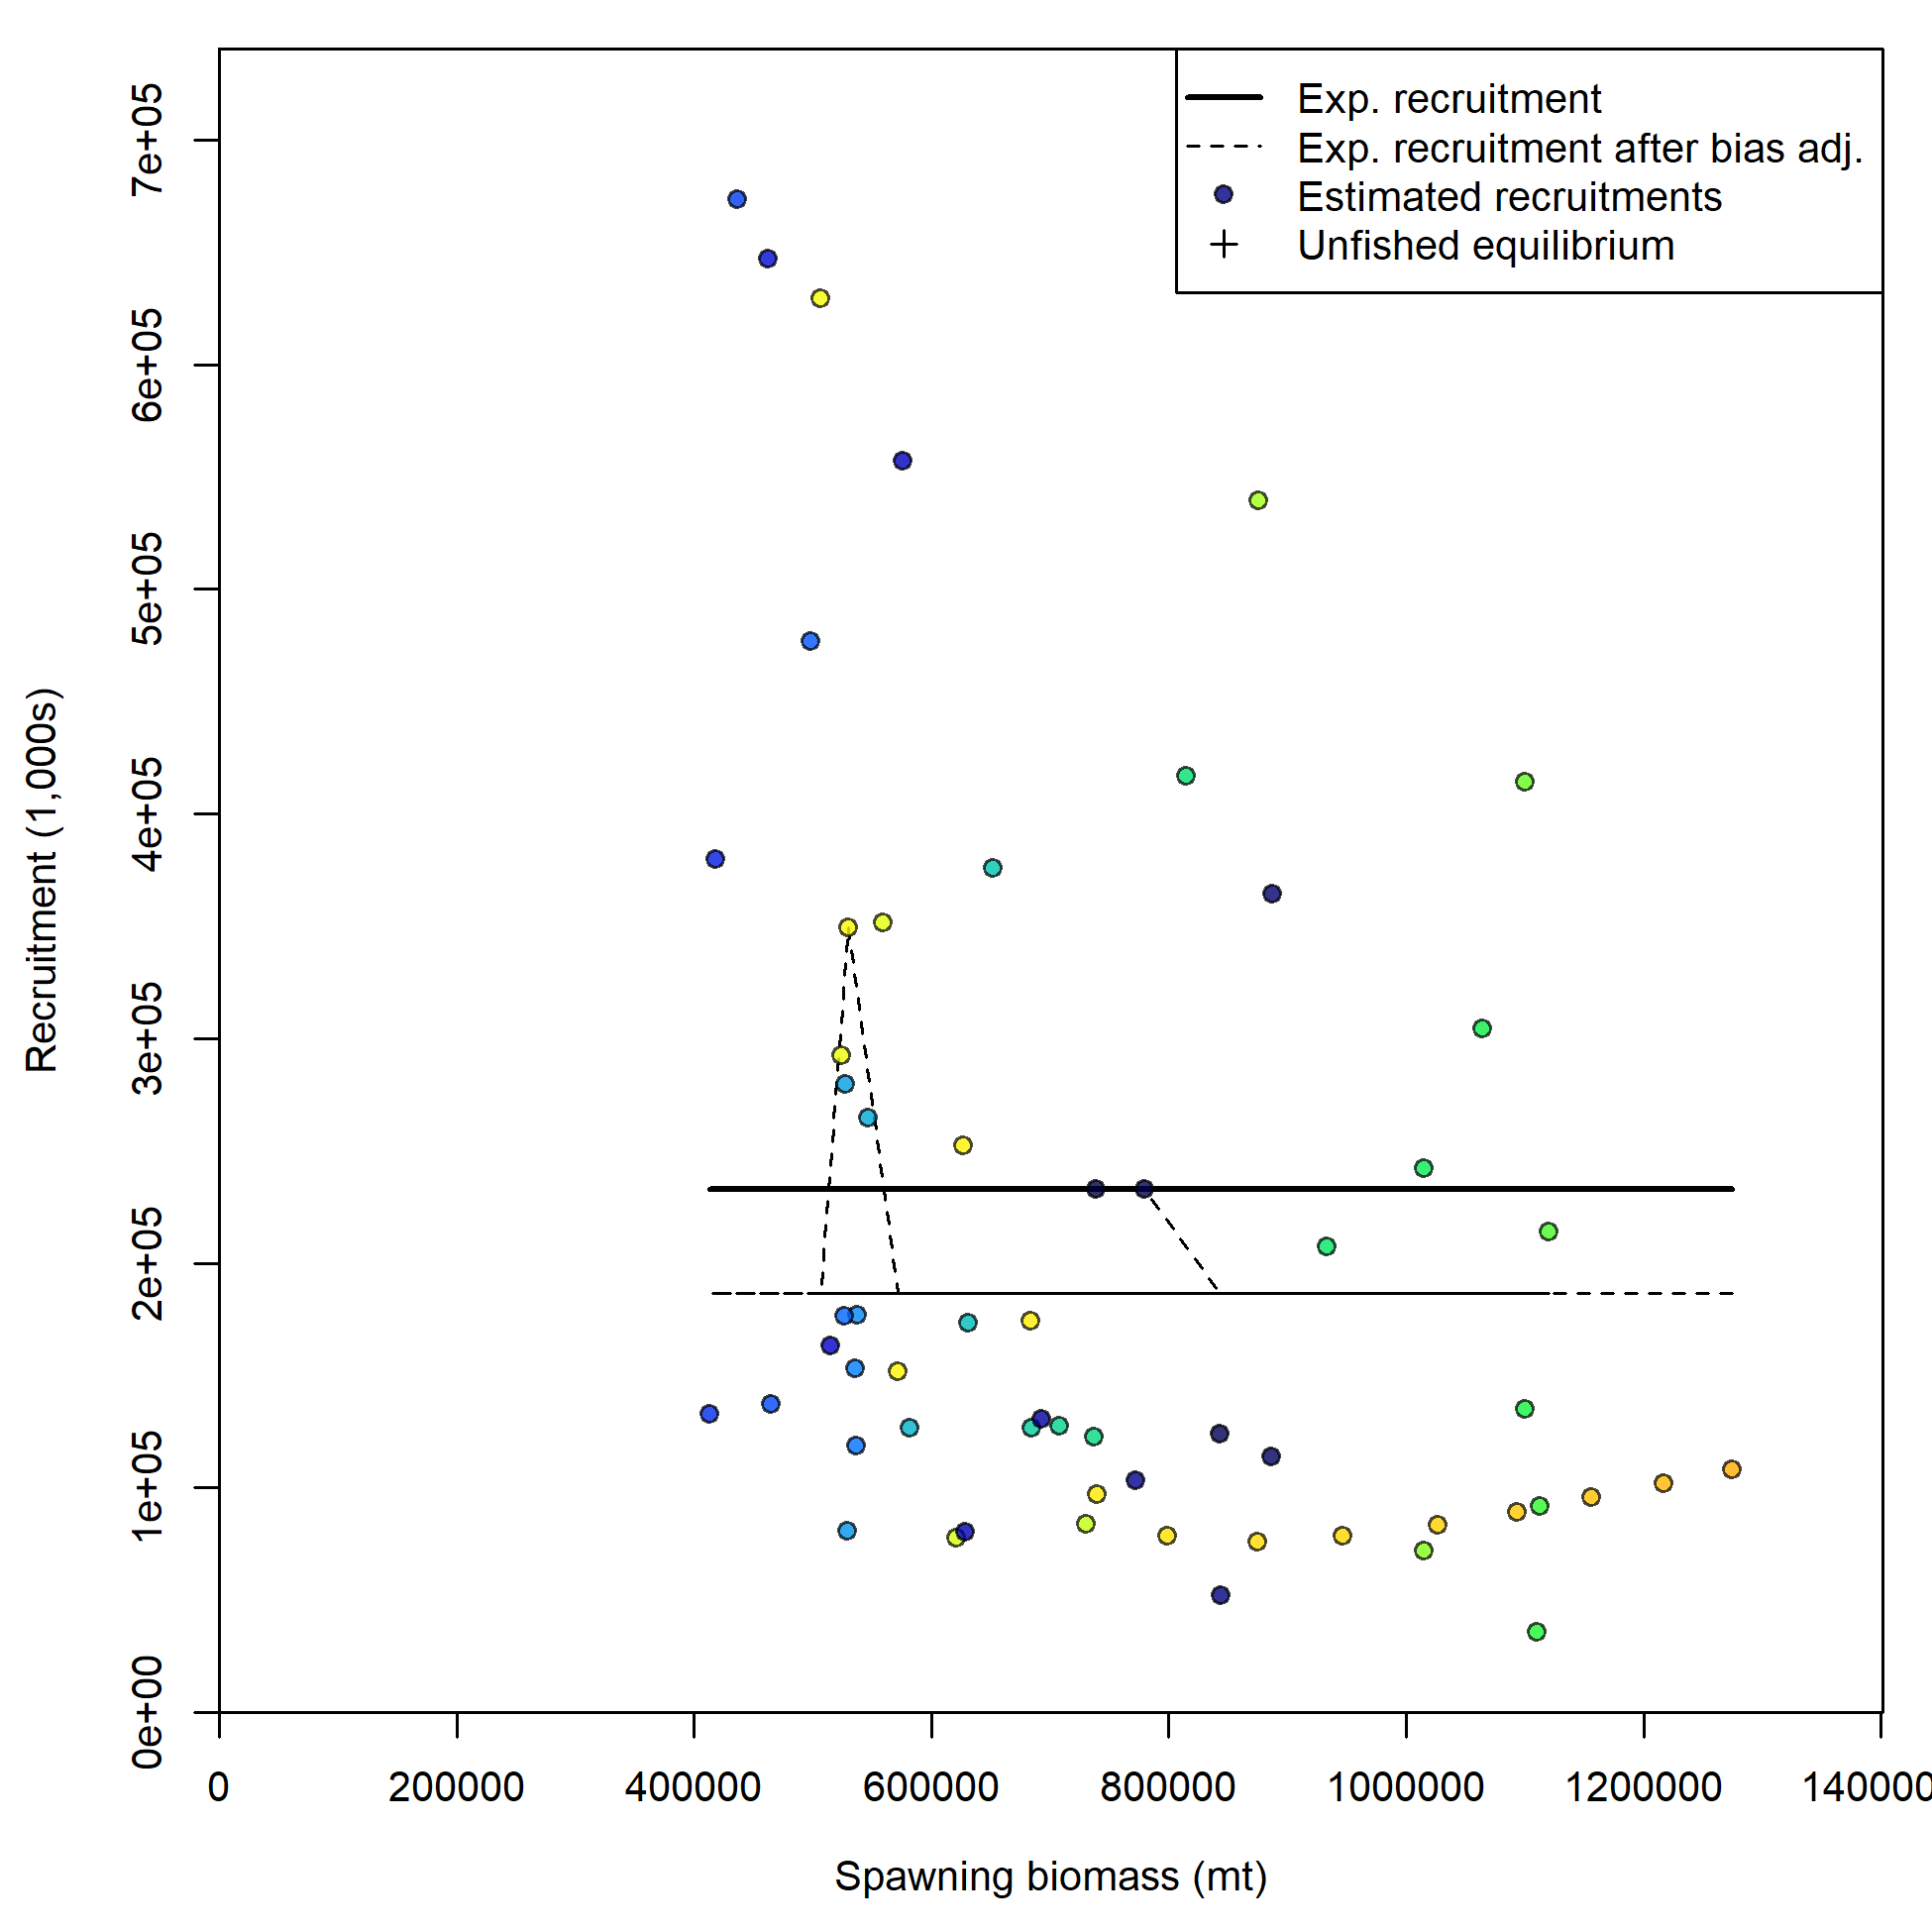 Exp. recruitment
Exp. recruitment after bias adj.
Estimated recruitments
Unfished equilibrium
Recruitment (1,000s)
7e+05
6e+05
5e+05
4e+05
3e+05
2e+05
1e+05
0e+00
0 200000 400000 600000 800000 1000000 1200000 140000
Spawning biomass (mt)